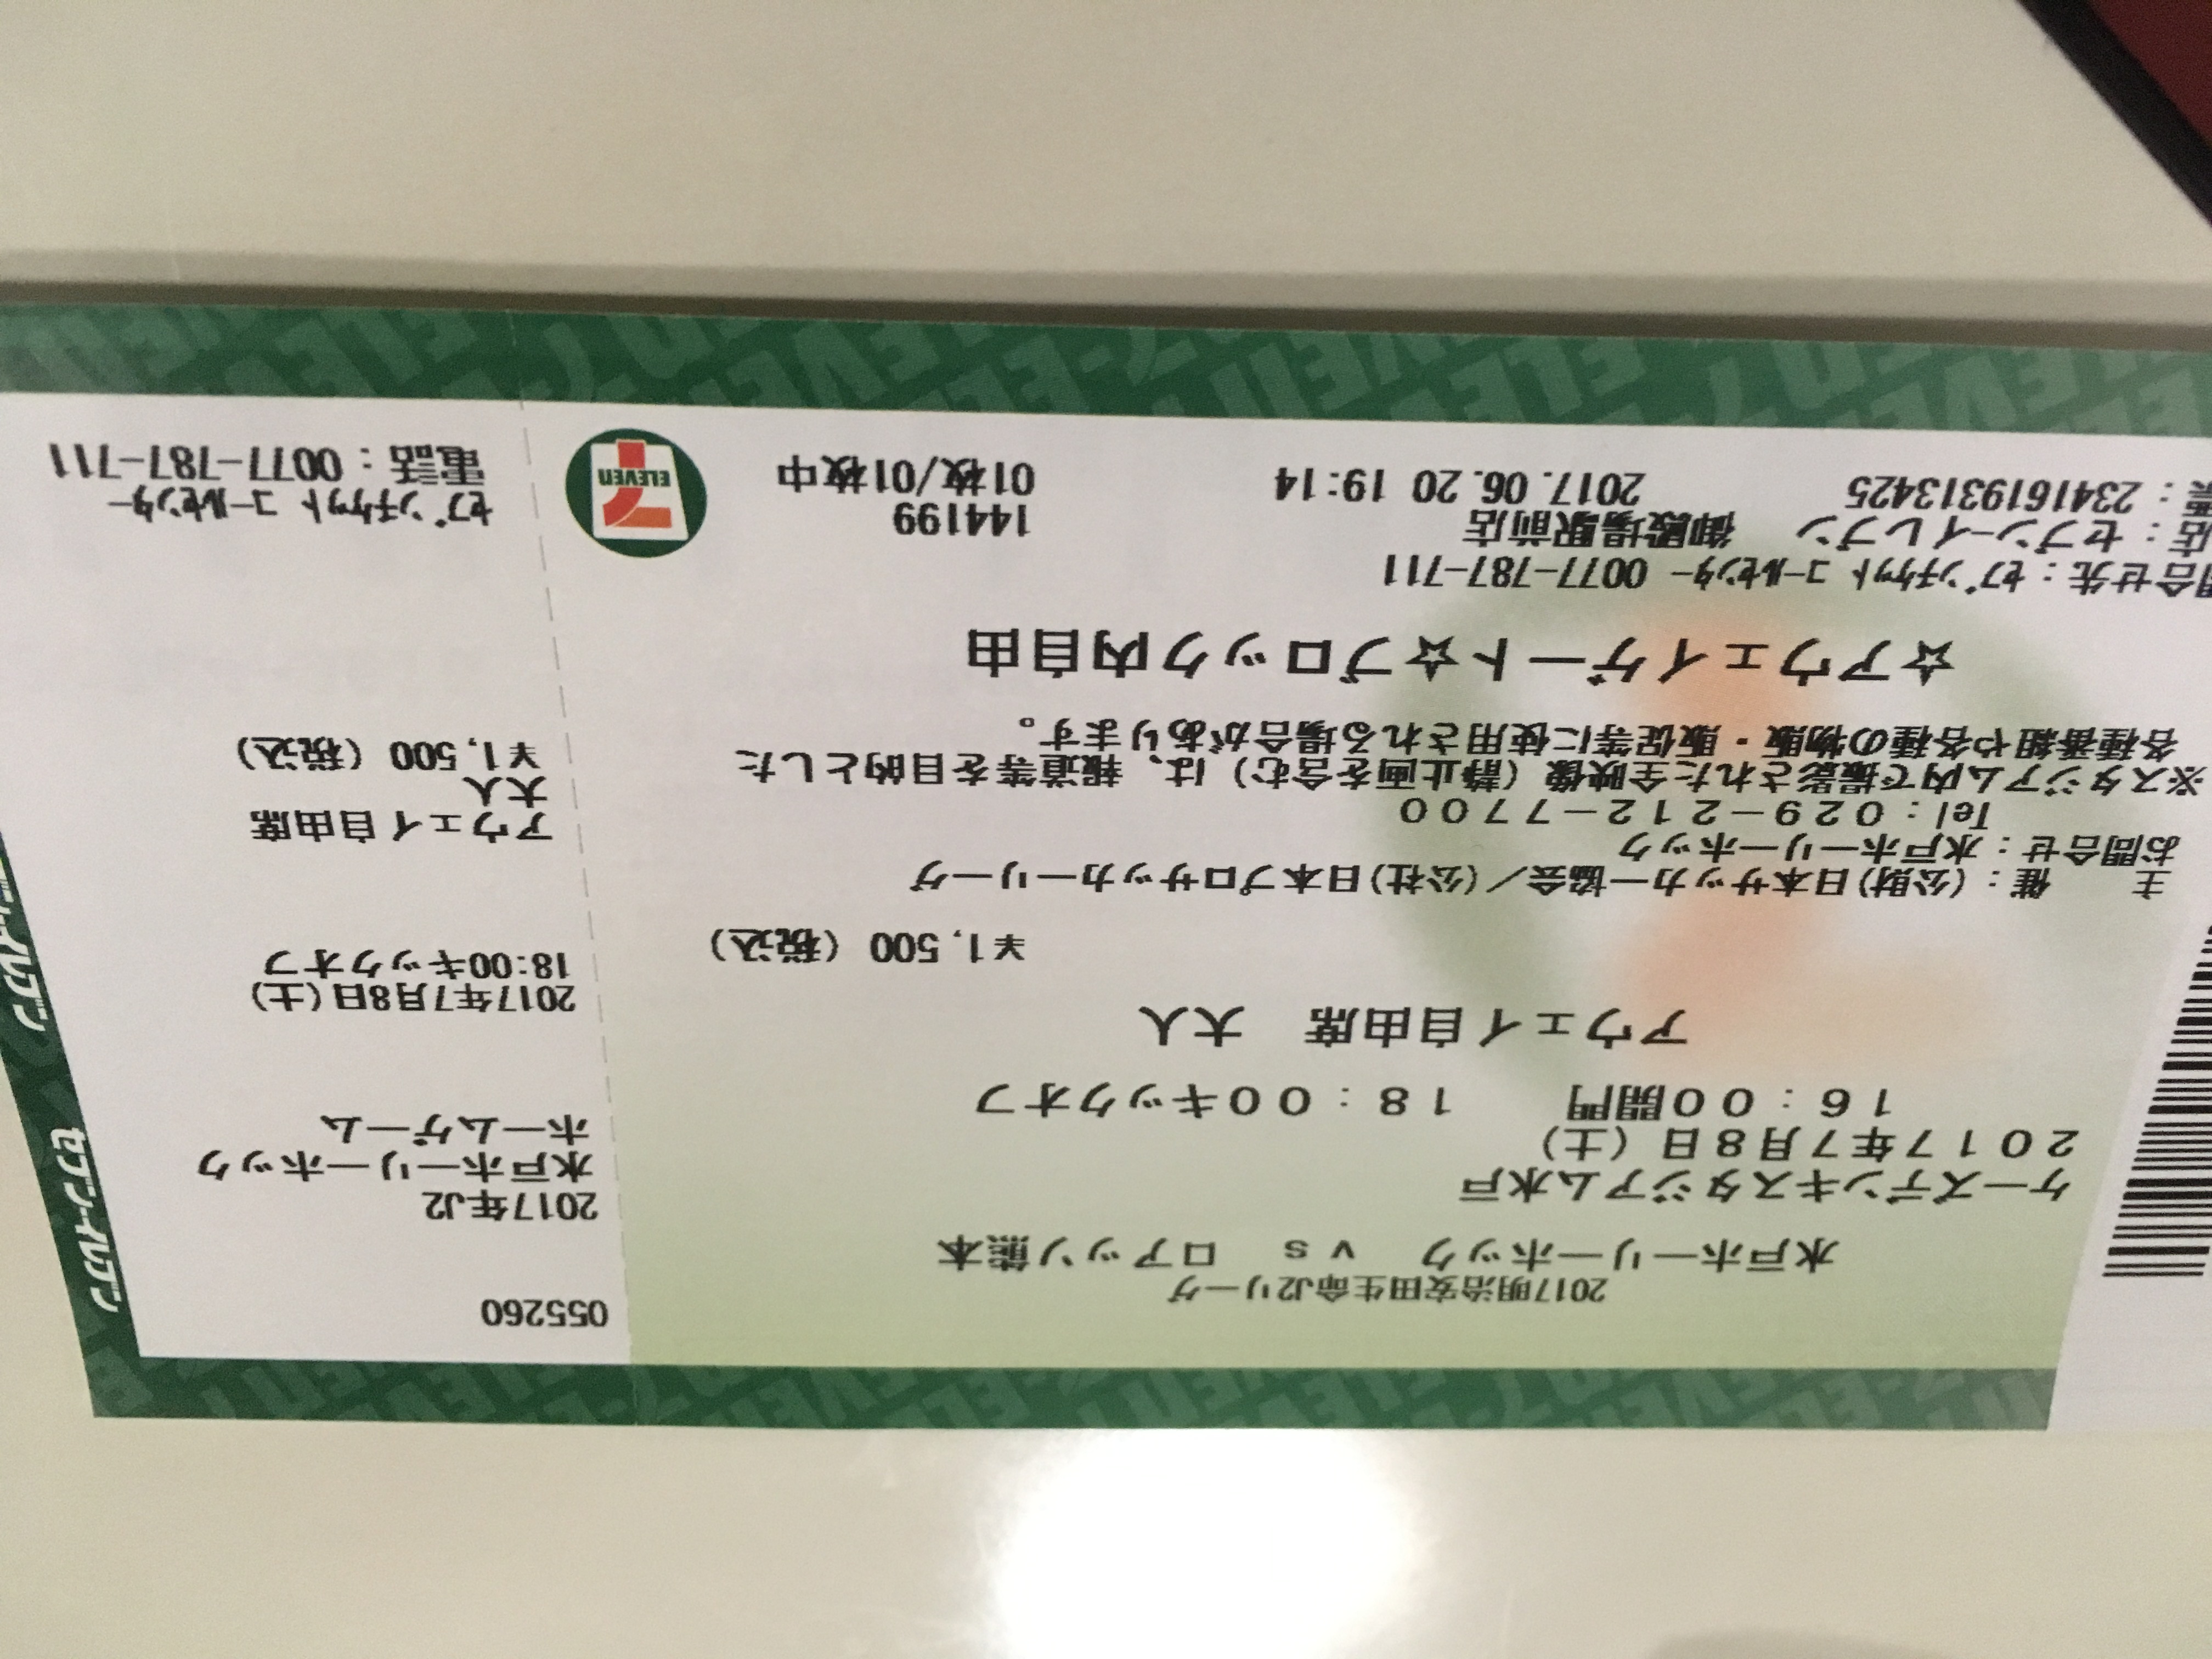 2017明治安田生命J2リーグ
水戸ホーリーホック　ｖｓ　ロアッソ熊本
ケーズデンキスタジアム水戸
２０１７年７月８日（土）
１６：００開門　１８：００キックオフ
アウェイ自由席　大人
¥1,500（税込）
主　催：(公財)日本サッカー協会／(公社)日本プロサッカーリーグ
お問合せ：水戸ホーリーホック
Tel：０２９－２１２－７７００
※スタジアム内で撮影された全映像（静止画を含む）は、報道等を目的とした
各種番組や各種の物販・販促等に使用される場合があります。
☆アウェイゲート☆ブロック内自由
合せ先：ｾﾌﾞﾝﾁｹｯﾄ ｺｰﾙｾﾝﾀｰ 0077-787-711
店：セブン-イレブン　御殿場駅前店
票：2341619313425　2017.06.20 19:14
144199
01枚/01枚中
ELEVEN
055260
2017年J2
水戸ホーリーホック
ホームゲーム
2017年7月8日(土)
18:00キックオフ
アウェイ自由席
大人
¥1,500（税込）
ｾﾌﾞﾝﾁｹｯﾄ ｺｰﾙｾﾝﾀｰ
電話：0077-787-711
セブン-イレブン